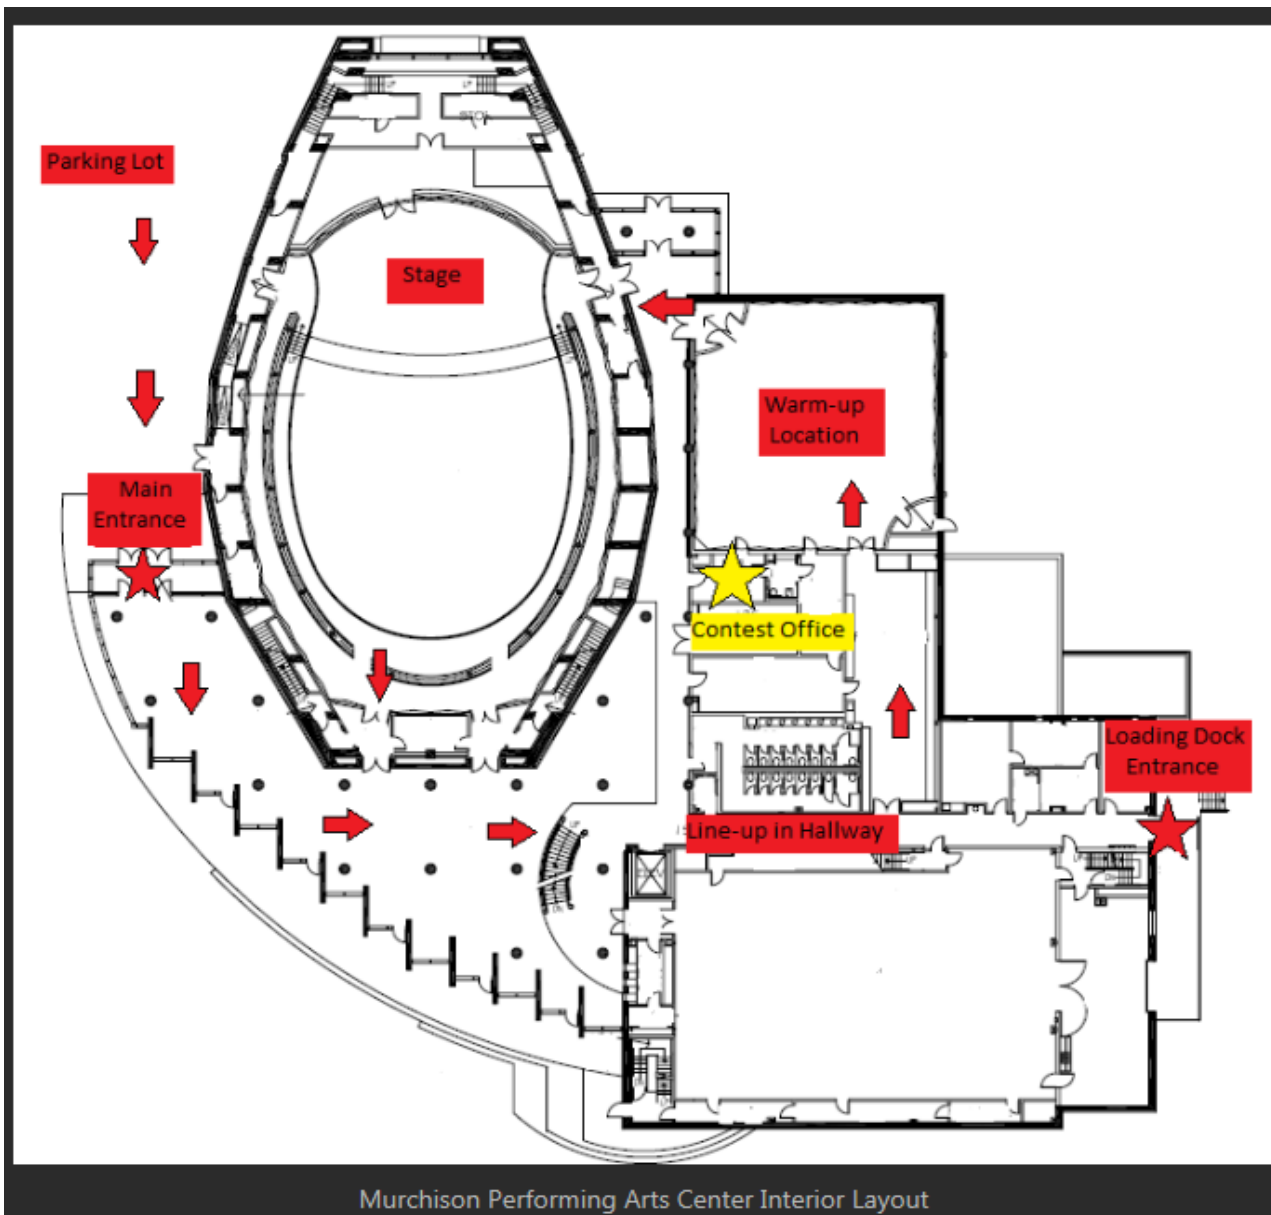 Parking Lot
Stage
Warm-up
Location
Main
Entrance
Contest Office
Loading Dock
Entrance
Line-up in Hallway
Murchison Performing Arts Center Interior Layout